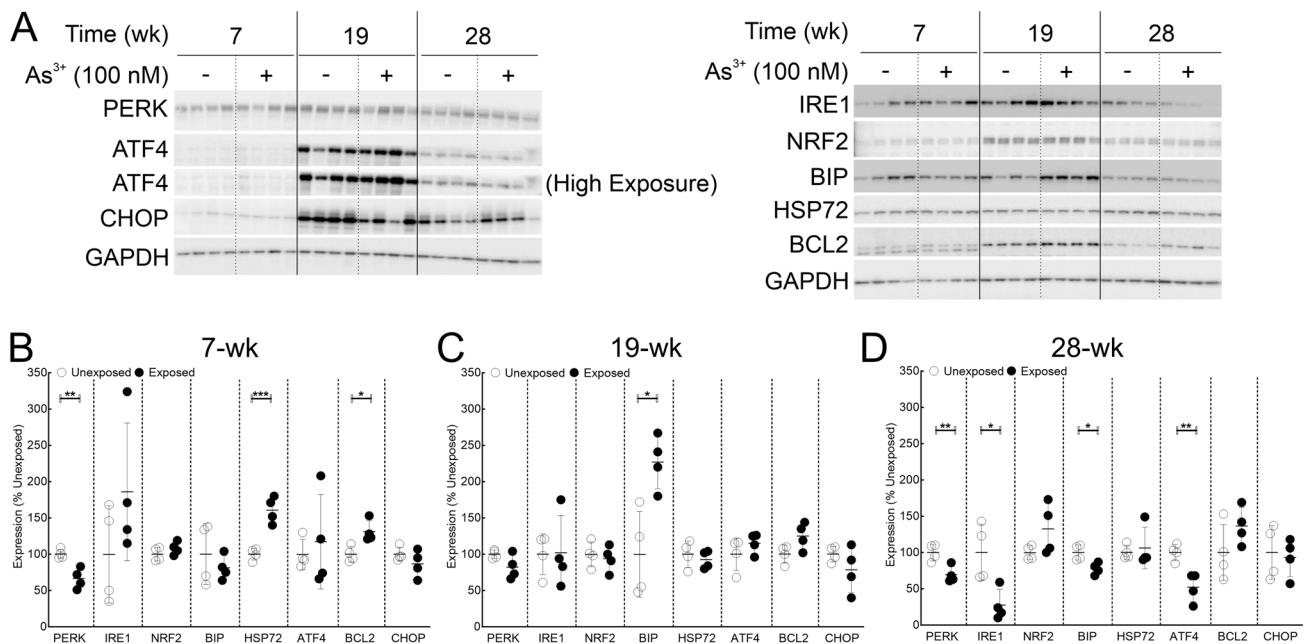 A
Time (wk) 7 19 28
As³⁺ (100 nM) - + - + - +
PERK
ATF4
ATF4 (High Exposure)
CHOP
GAPDH
Time (wk) 7 19 28
As³⁺ (100 nM) - + - + - +
IRE1
NRF2
BIP
HSP72
BCL2
GAPDH
B 7-wk
Unexposed Exposed
** *** *
Expression (% Unexposed)
350
300
250
200
150
100
50
0
PERK IRE1 NRF2 BIP HSP72 ATF4 BCL2 CHOP
C 19-wk
Unexposed Exposed
*
Expression (% Unexposed)
350
300
250
200
150
100
50
0
PERK IRE1 NRF2 BIP HSP72 ATF4 BCL2 CHOP
D 28-wk
Unexposed Exposed
** * * **
Expression (% Unexposed)
350
300
250
200
150
100
50
0
PERK IRE1 NRF2 BIP HSP72 ATF4 BCL2 CHOP